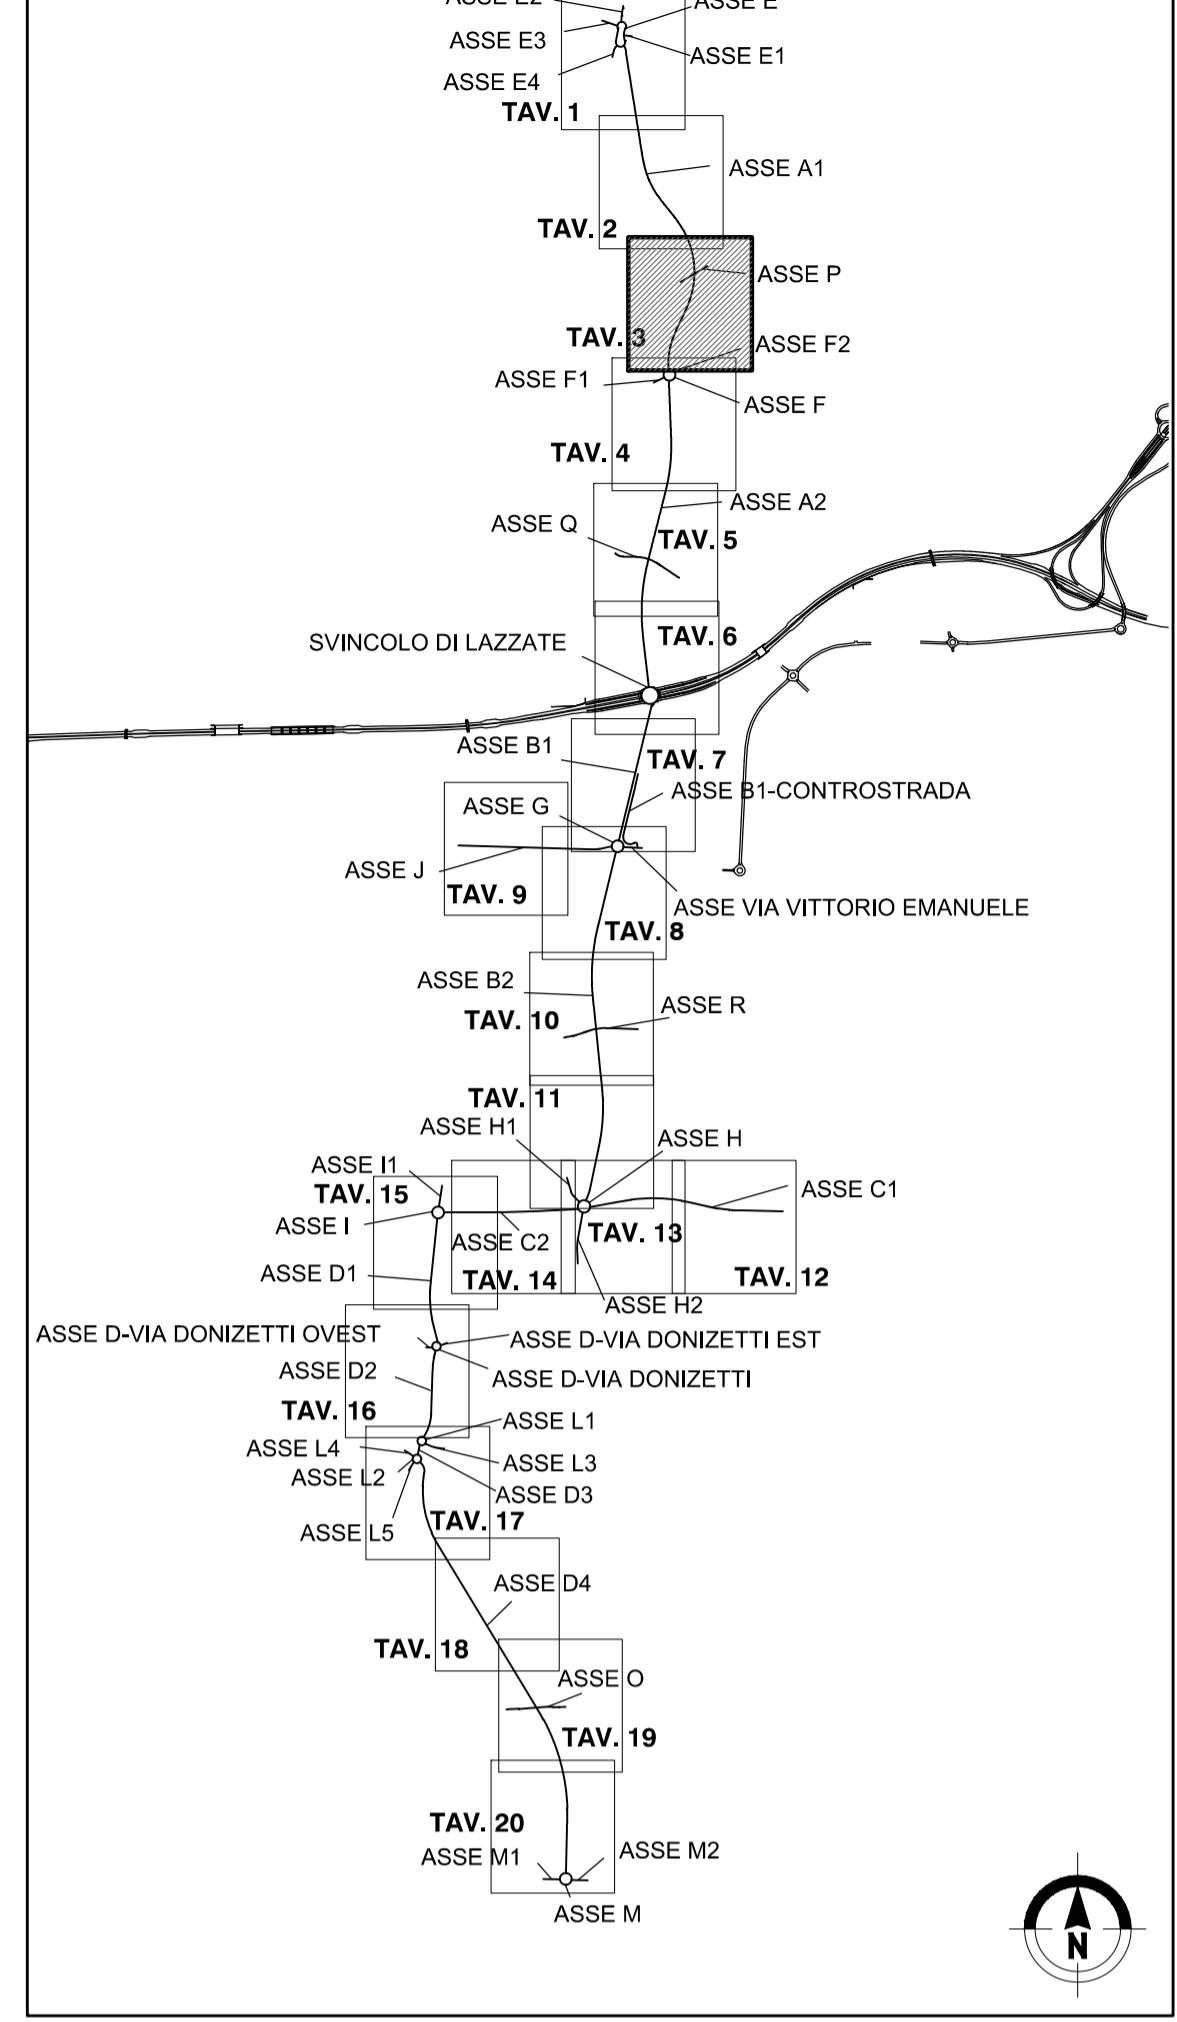 ASSE E2
ASSE E
ASSE E3
ASSE E1
ASSE E4
TAV. 1
ASSE A1
TAV. 2
ASSE P
TAV. 3
ASSE F2
ASSE F1
ASSE F
TAV. 4
ASSE A2
ASSE Q
TAV. 5
TAV. 6
SVINCOLO DI LAZZATE
ASSE B1
TAV. 7
ASSE B1-CONTROSTRADA
ASSE G
ASSE J
TAV. 9
ASSE VIA VITTORIO EMANUELE
TAV. 8
ASSE B2
ASSE R
TAV. 10
TAV. 11
ASSE H1
ASSE H
ASSE I1
TAV. 15
ASSE C1
ASSE I
TAV. 13
ASSE C2
ASSE D1
TAV. 14
TAV. 12
ASSE H2
ASSE D-VIA DONIZETTI OVEST
ASSE D-VIA DONIZETTI EST
ASSE D2
ASSE D-VIA DONIZETTI
TAV. 16
ASSE L1
ASSE L4
ASSE L3
ASSE L2
ASSE D3
TAV. 17
ASSE L5
ASSE D4
TAV. 18
ASSE O
TAV. 19
TAV. 20
ASSE M1
ASSE M2
ASSE M
N